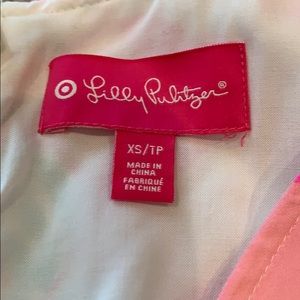 Lilly Pulitzer®
XS/TP
MADE IN
CHINA
FABRIQUÉ
EN CHINE